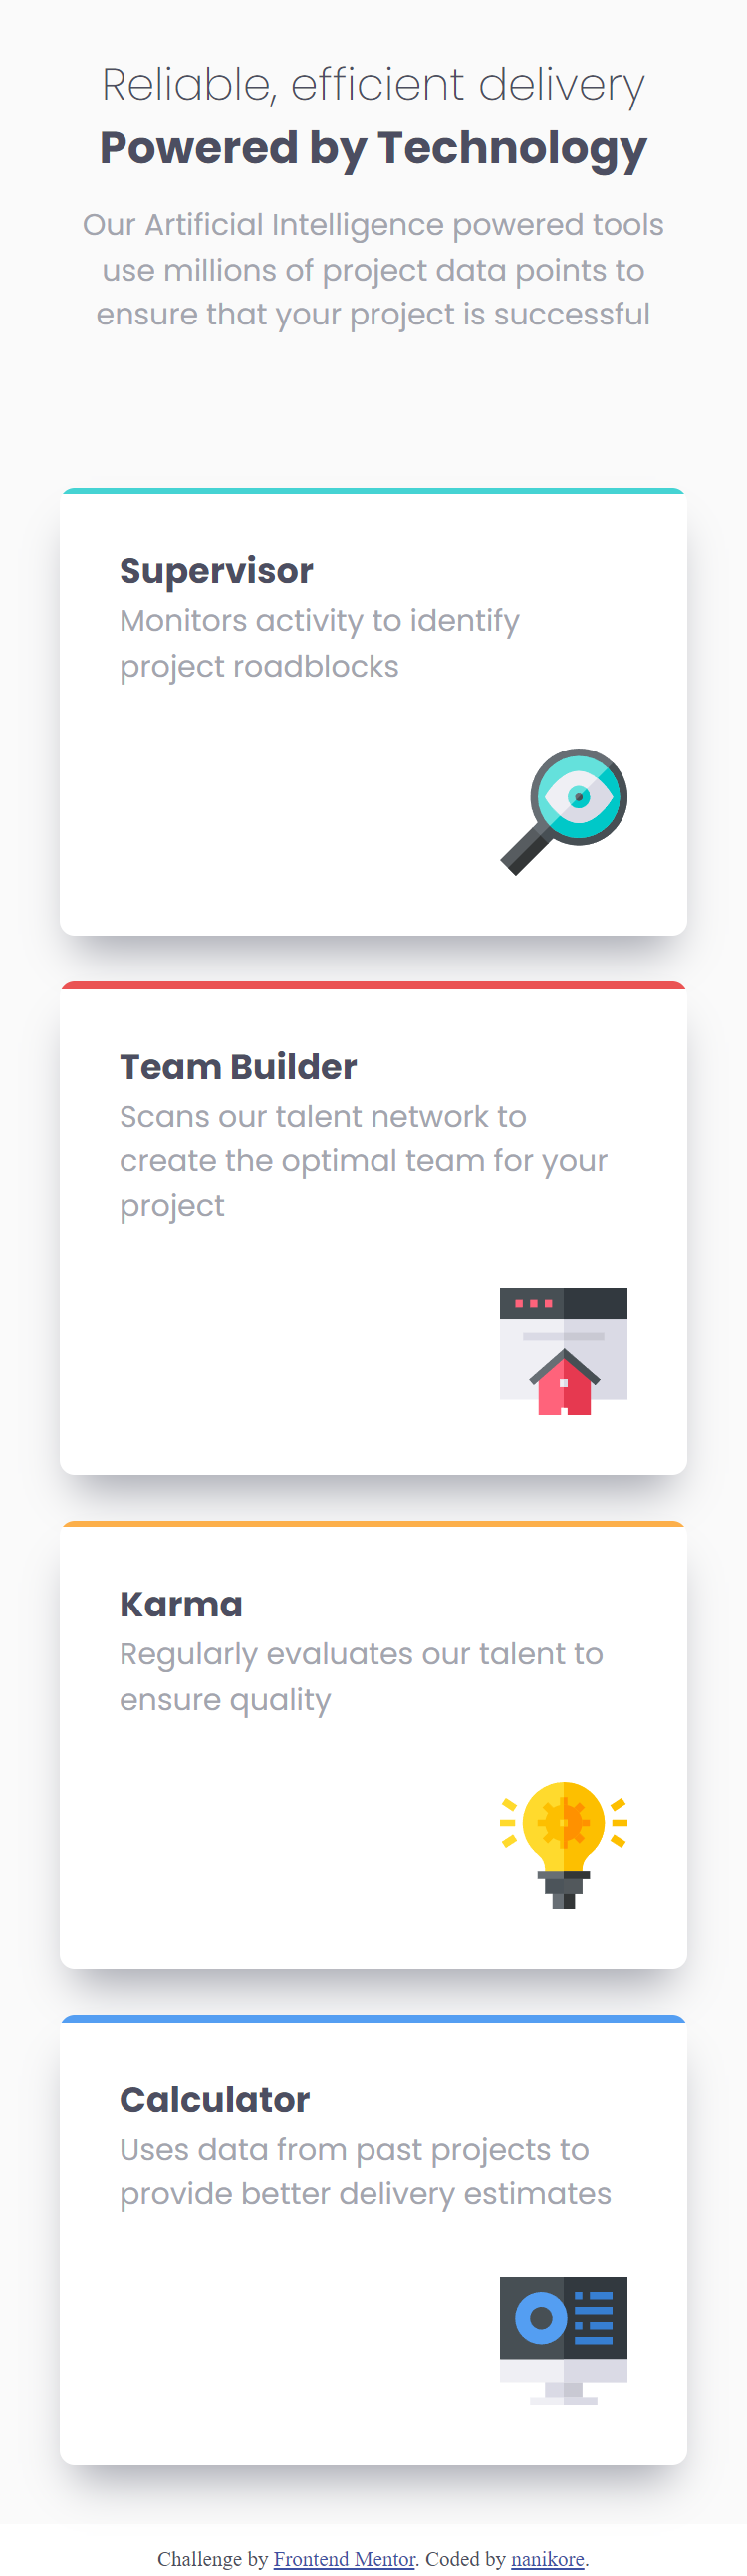 Reliable, efficient delivery
Powered by Technology
Our Artificial Intelligence powered tools
use millions of project data points to
ensure that your project is successful
Supervisor
Monitors activity to identify
project roadblocks
Team Builder
Scans our talent network to
create the optimal team for your
project
Karma
Regularly evaluates our talent to
ensure quality
Calculator
Uses data from past projects to
provide better delivery estimates
Challenge by Frontend Mentor. Coded by nanikore.